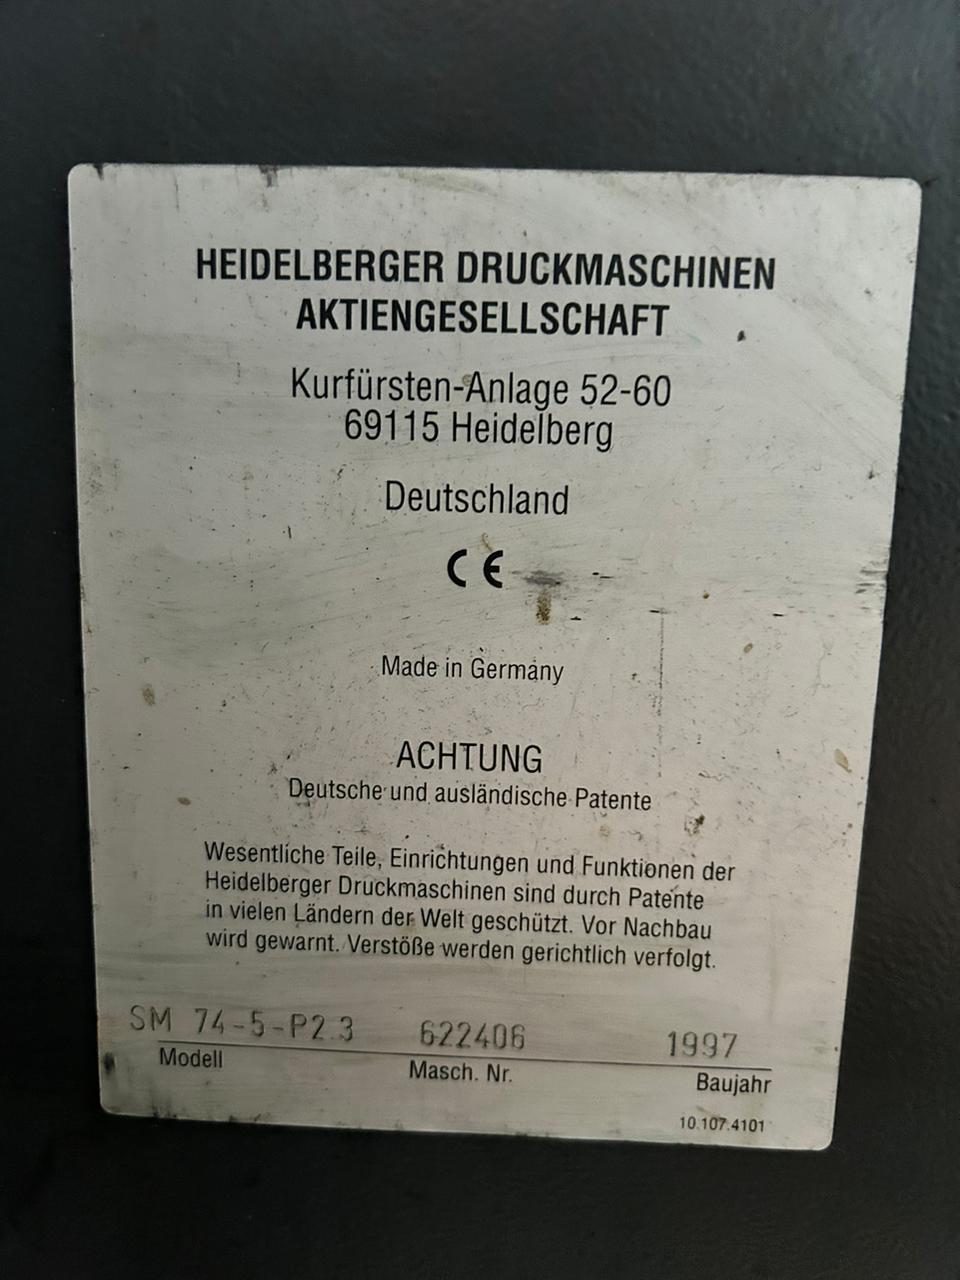 HEIDELBERGER DRUCKMASCHINEN
AKTIENGESELLSCHAFT
Kurfürsten-Anlage 52-60
69115 Heidelberg
Deutschland
CE
Made in Germany
ACHTUNG
Deutsche und ausländische Patente
Wesentliche Teile, Einrichtungen und Funktionen der
Heidelberger Druckmaschinen sind durch Patente
in vielen Ländern der Welt geschützt. Vor Nachbau
wird gewarnt. Verstöße werden gerichtlich verfolgt.
SM 74-5-P2.3 622406 1997
Modell Masch. Nr. Baujahr
10.107.4101